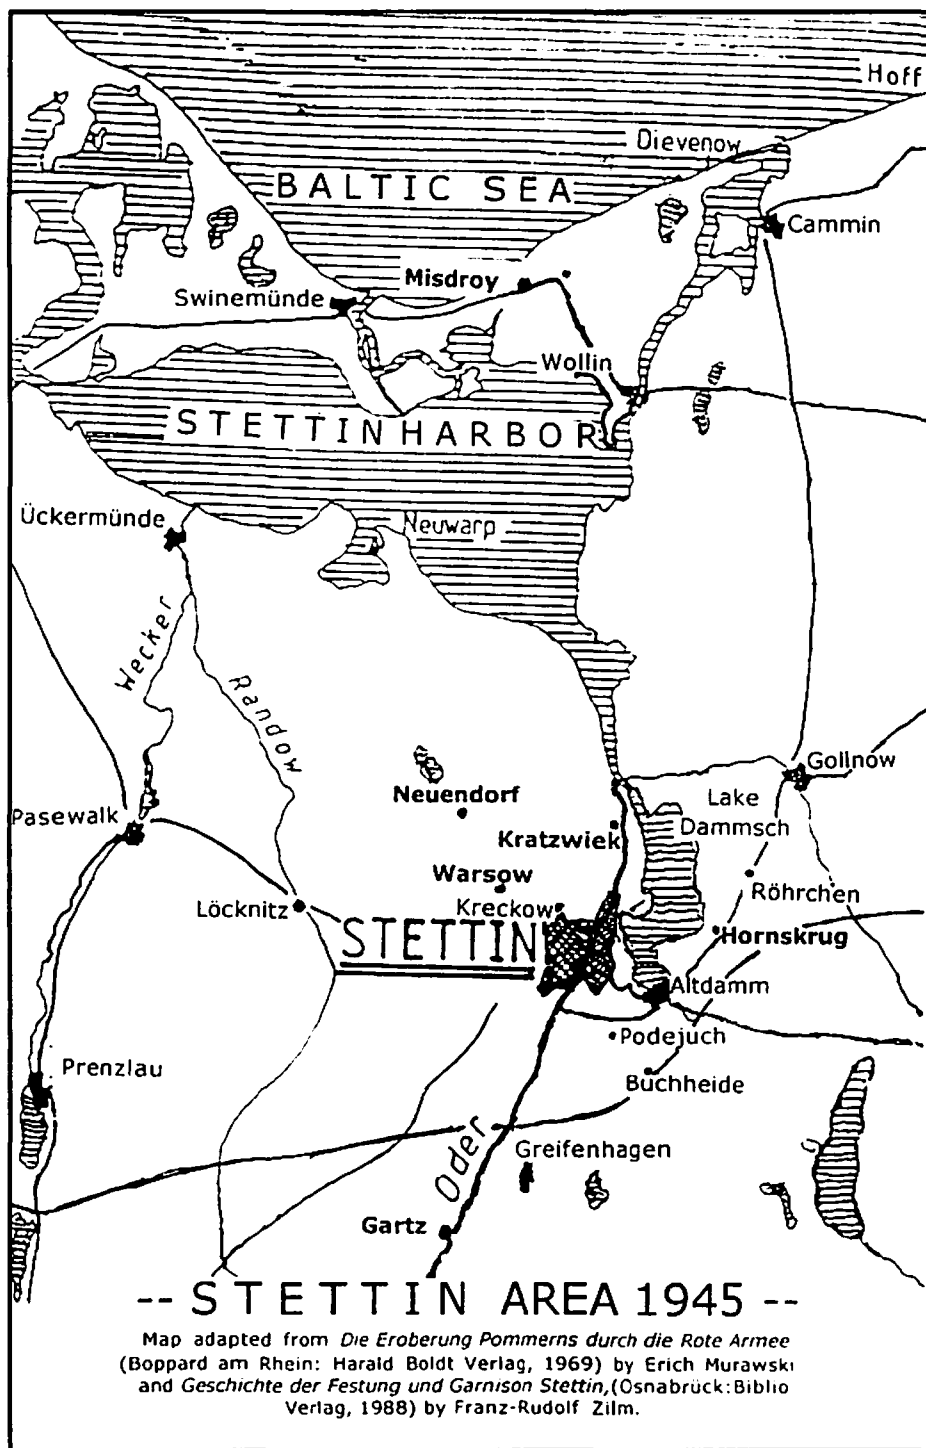 Hoff
Dievenow
BALTIC SEA
Cammin
Misdroy
Swinemünde
Wollin
STETTIN HARBOR
Ückermünde
Neuwarp
Wecker
Randow
Gollnow
Neuendorf
Lake
Dammsch
Pasewalk
Kratzwiek
Warsow
Röhrchen
Löcknitz
Kreckow
STETTIN
Hornskrug
Altdamm
Podejuch
Prenzlau
Buchheide
Oder
Greifenhagen
Gartz
-- STETTIN AREA 1945 --
Map adapted from Die Eroberung Pommerns durch die Rote Armee
(Boppard am Rhein: Harald Boldt Verlag, 1969) by Erich Murawski
and Geschichte der Festung und Garnison Stettin,(Osnabrück:Biblio
Verlag, 1988) by Franz-Rudolf Zilm.